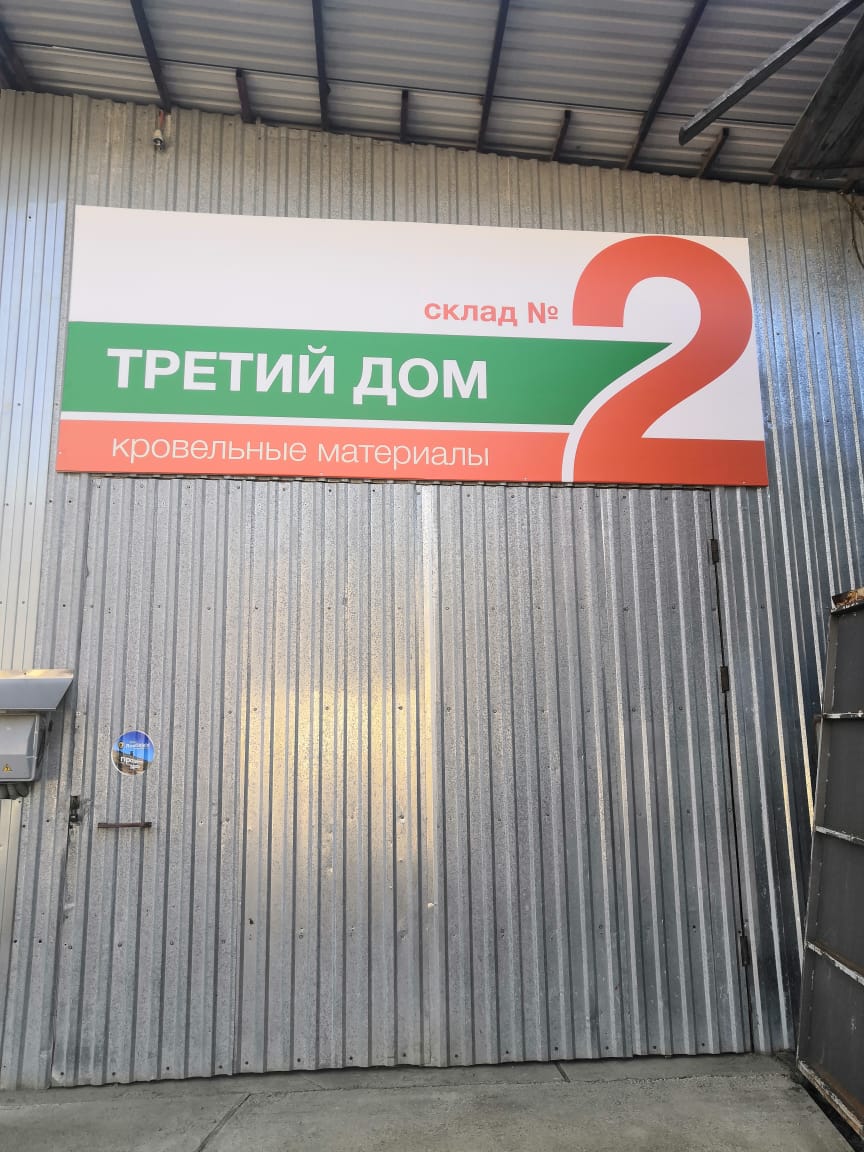 склад № 2
ТРЕТИЙ ДОМ
кровельные материалы